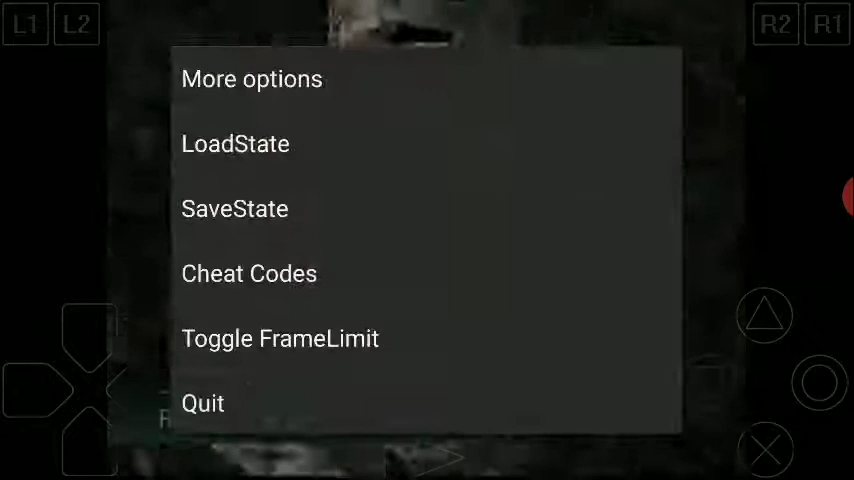 L1 L2 R2 R1
More options
LoadState
SaveState
Cheat Codes
Toggle FrameLimit
Quit